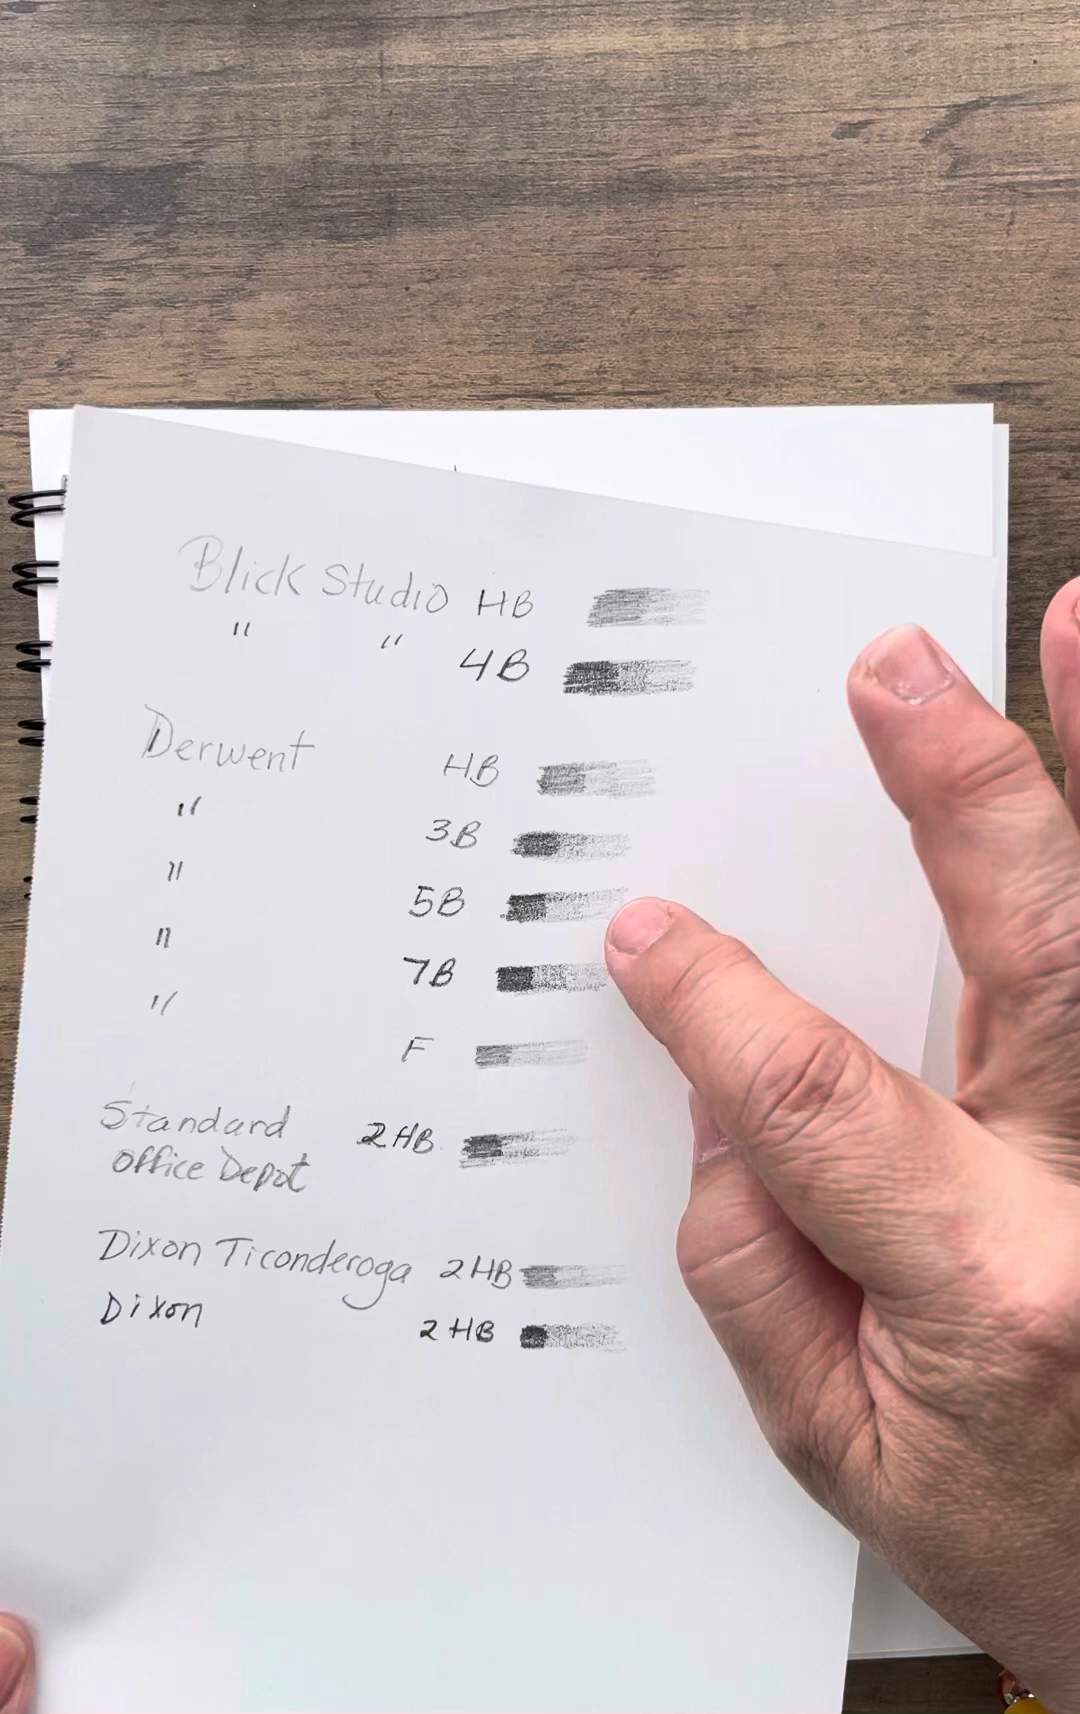 Blick Studio HB
" " 4B
Derwent HB
" 3B
" 5B
" 7B
" F
Standard 2HB
Office Depot
Dixon Ticonderoga 2HB
Dixon 2HB